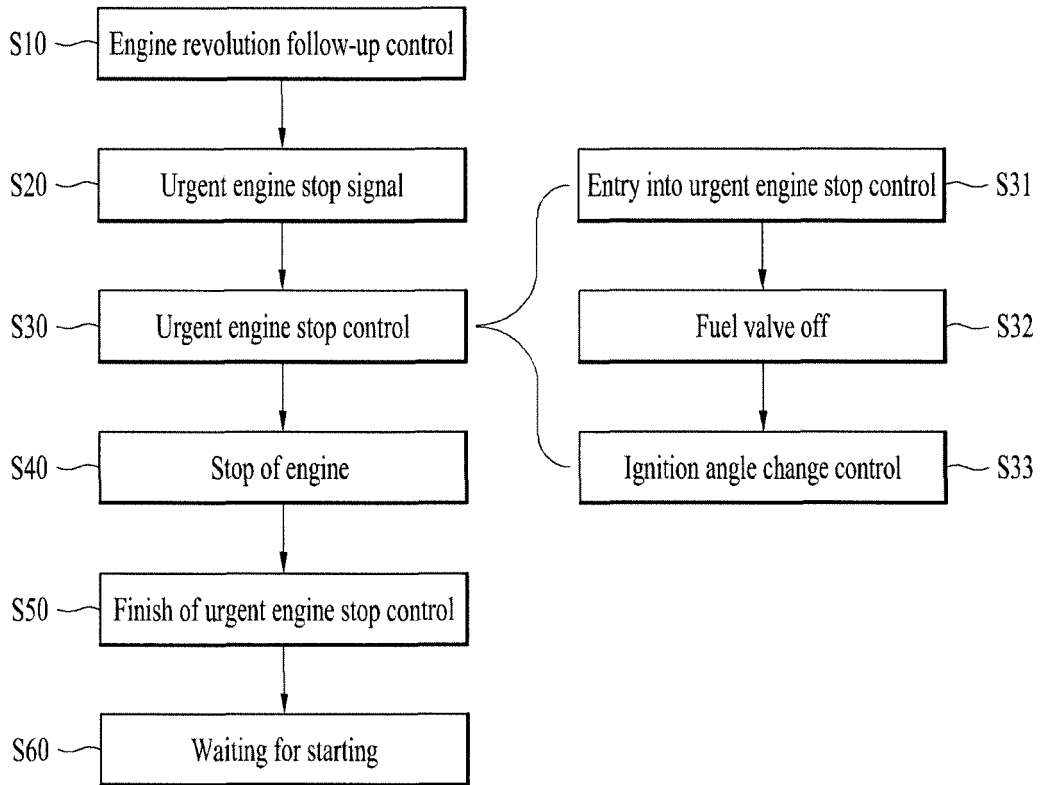 S10
Engine revolution follow-up control
S20
Urgent engine stop signal
Entry into urgent engine stop control
S31
S30
Urgent engine stop control
Fuel valve off
S32
S40
Stop of engine
Ignition angle change control
S33
S50
Finish of urgent engine stop control
S60
Waiting for starting